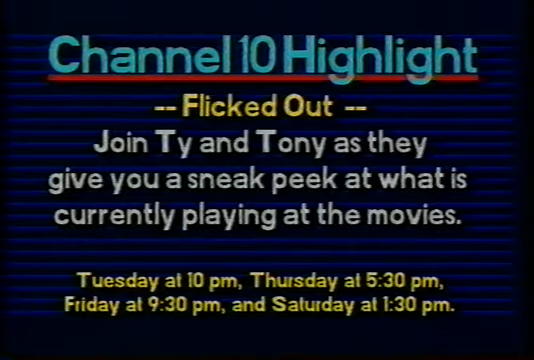 Channel 10 Highlight
-- Flicked Out --
Join Ty and Tony as they
give you a sneak peek at what is
currently playing at the movies.
Tuesday at 10 pm, Thursday at 5:30 pm,
Friday at 9:30 pm, and Saturday at 1:30 pm.